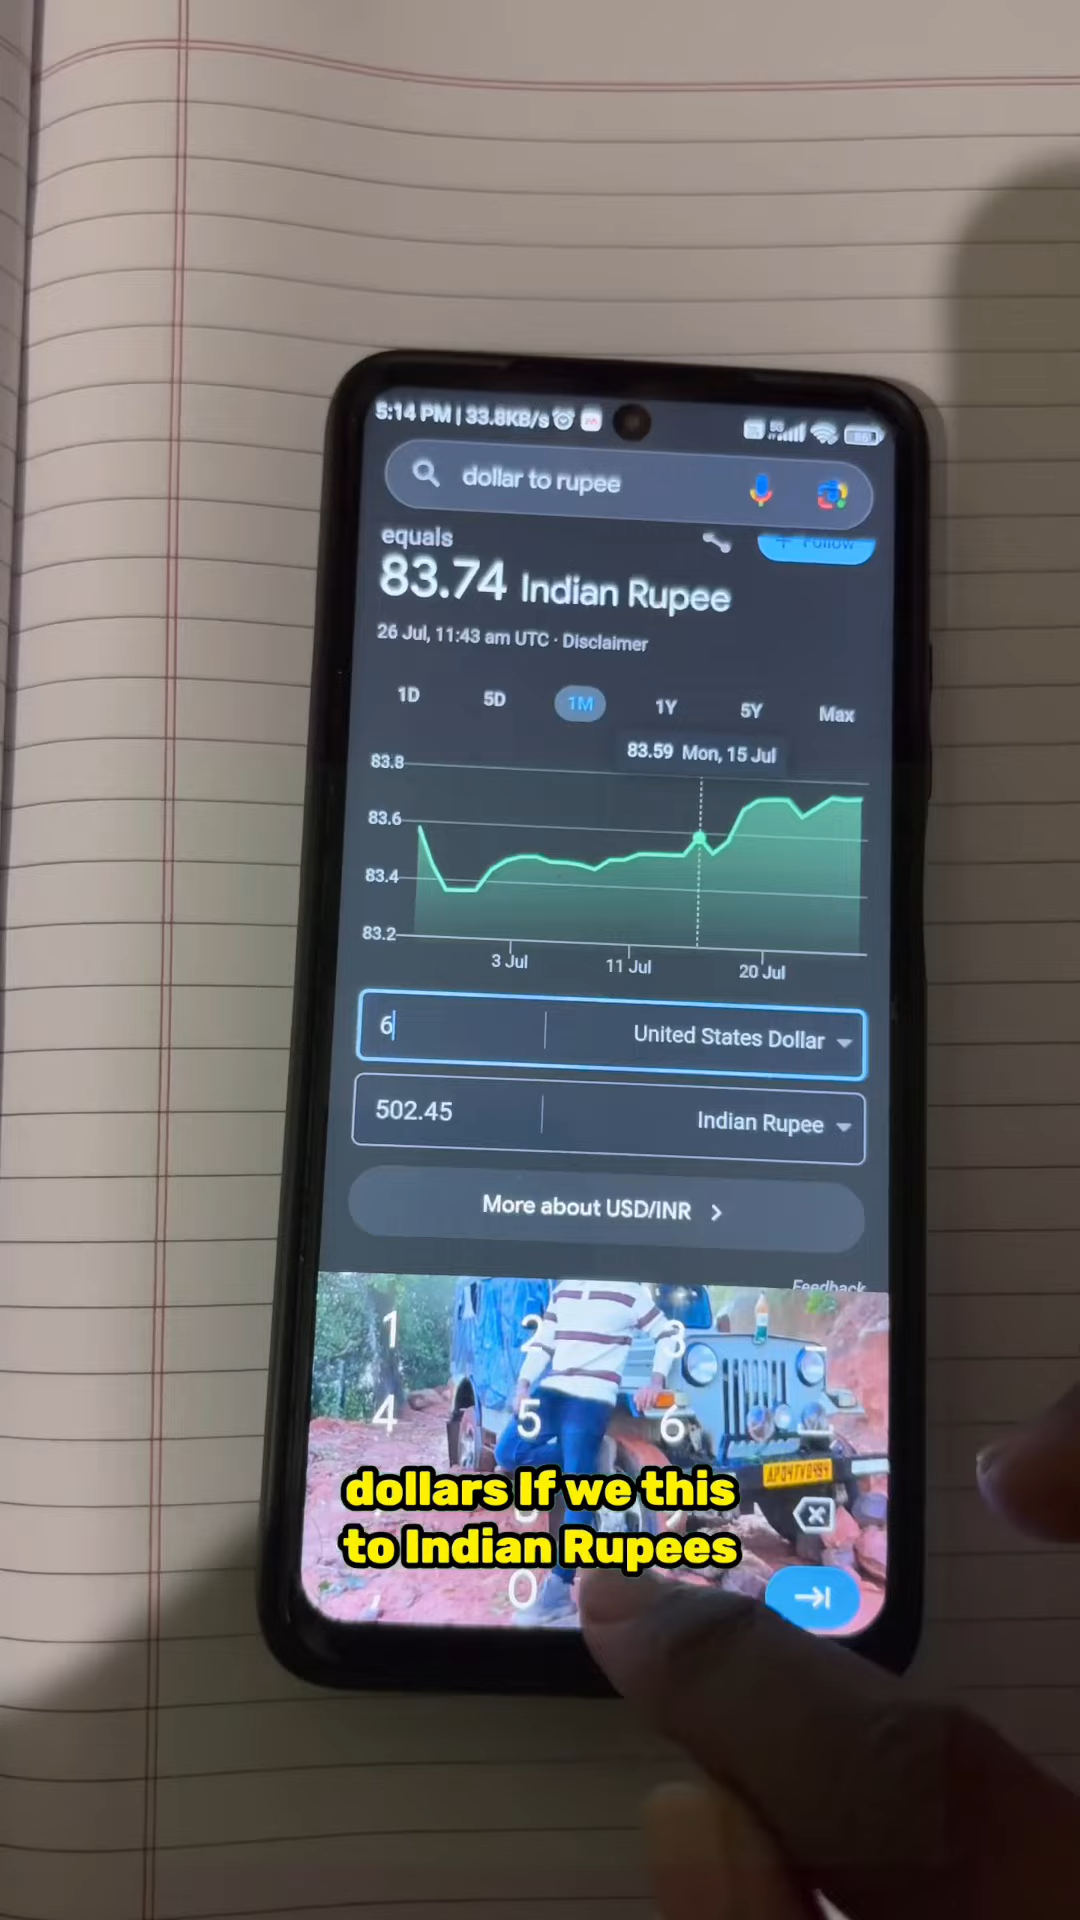 5:14 PM | 33.8KB/s
dollar to rupee
equals
+ Follow
83.74 Indian Rupee
26 Jul, 11:43 am UTC · Disclaimer
1D 5D 1M 1Y 5Y Max
83.59 Mon, 15 Jul
83.8
83.6
83.4
83.2
3 Jul 11 Jul 20 Jul
6 United States Dollar
502.45 Indian Rupee
More about USD/INR >
Feedback
1 2 3
4 5 6
dollars If we this
to Indian Rupees
0